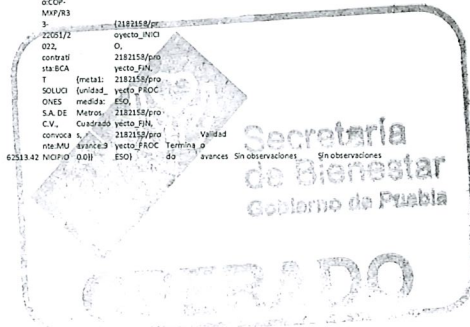 o:COP-
MXP/R3
3- {2182158/pr
22051/2 oyecto_INICI
022, O,
contrati 2182158/pro
sta:BCA yecto_FIN,
T {meta1: 2182158/pro
SOLUCI {unidad_ yecto_PROC
ONES medida: ESO,
S.A. DE Metros, 2182158/pro
C.V., Cuadrado yecto_FIN,
convoca s, 2182158/pro Validad
nte:MU avance:3 yecto_PROC Termina o
62513.42 NICIPIO 0.0}} ESO} do avances Sin observaciones Sin observaciones
Secretaría
de Bienestar
Gobierno de Puebla
OPERADO